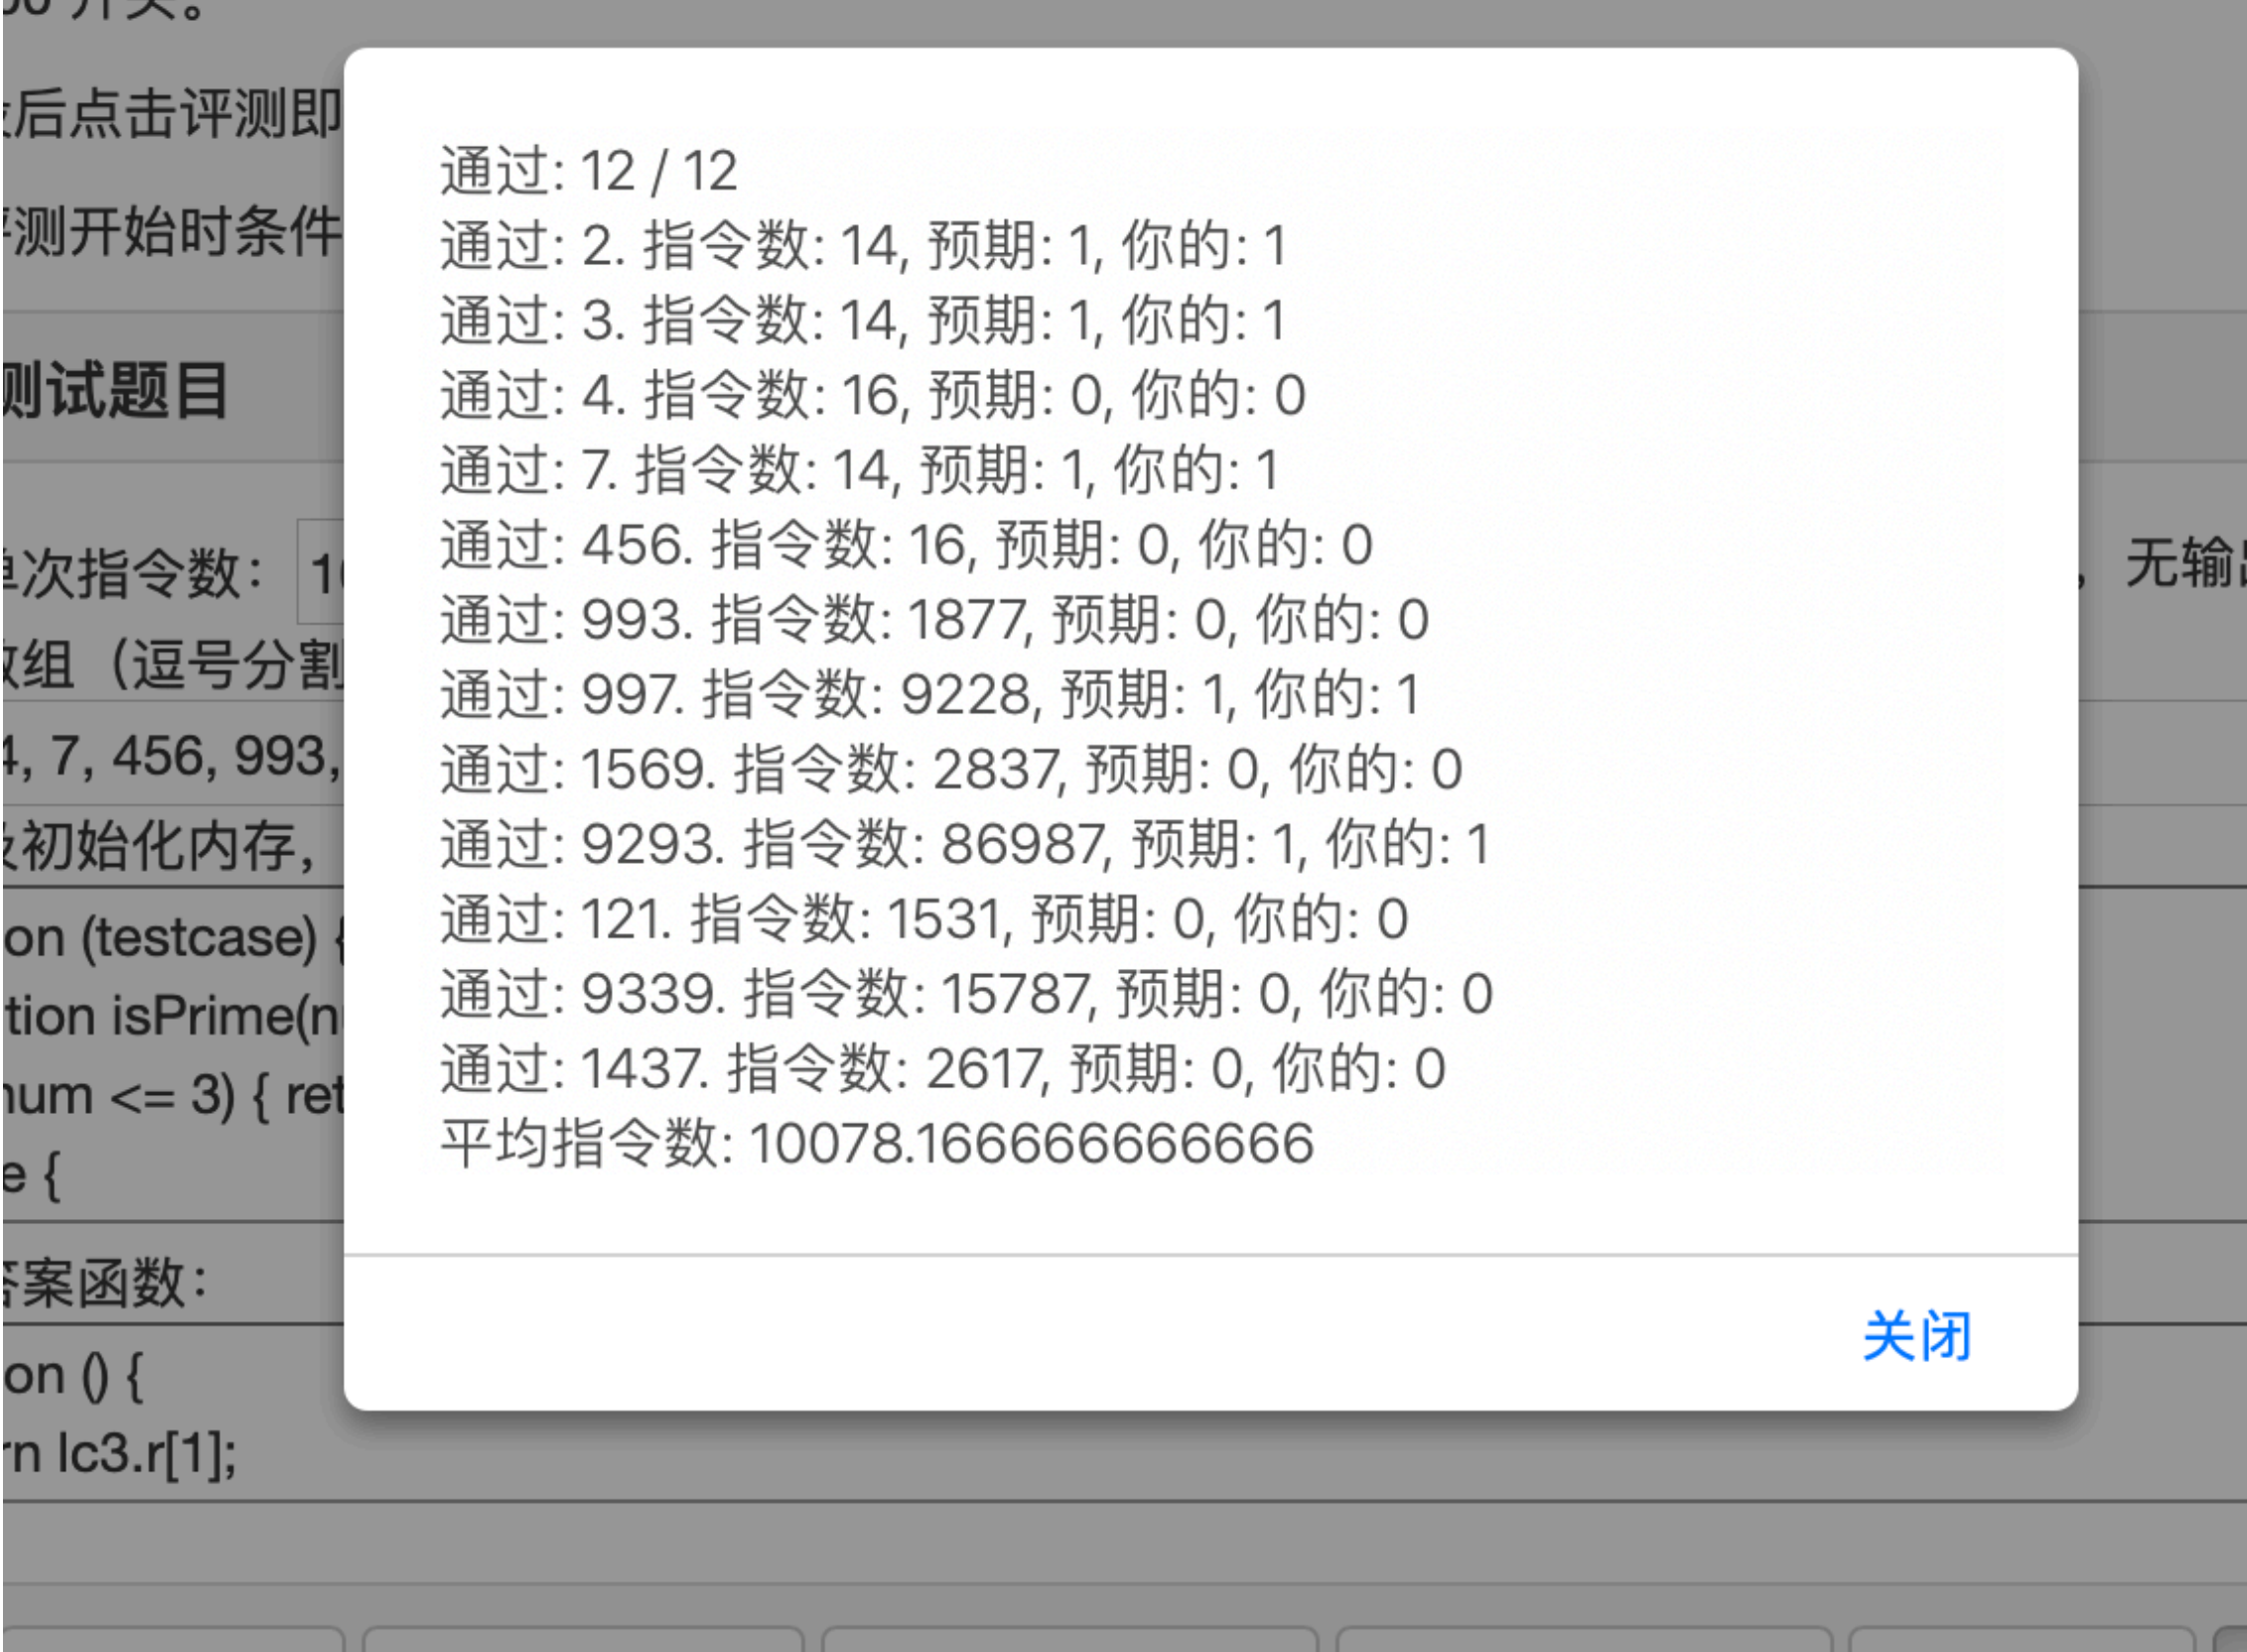 开头。
后点击评测即
评测开始时条件
测试题目
单次指令数：
无输出
数组（逗号分割
4, 7, 456, 993,
及初始化内存，
on (testcase) {
tion isPrime(n
num <= 3) { ret
e {
答案函数：
on () {
rn lc3.r[1];
通过: 12 / 12
通过: 2. 指令数: 14, 预期: 1, 你的: 1
通过: 3. 指令数: 14, 预期: 1, 你的: 1
通过: 4. 指令数: 16, 预期: 0, 你的: 0
通过: 7. 指令数: 14, 预期: 1, 你的: 1
通过: 456. 指令数: 16, 预期: 0, 你的: 0
通过: 993. 指令数: 1877, 预期: 0, 你的: 0
通过: 997. 指令数: 9228, 预期: 1, 你的: 1
通过: 1569. 指令数: 2837, 预期: 0, 你的: 0
通过: 9293. 指令数: 86987, 预期: 1, 你的: 1
通过: 121. 指令数: 1531, 预期: 0, 你的: 0
通过: 9339. 指令数: 15787, 预期: 0, 你的: 0
通过: 1437. 指令数: 2617, 预期: 0, 你的: 0
平均指令数: 10078.166666666666
关闭